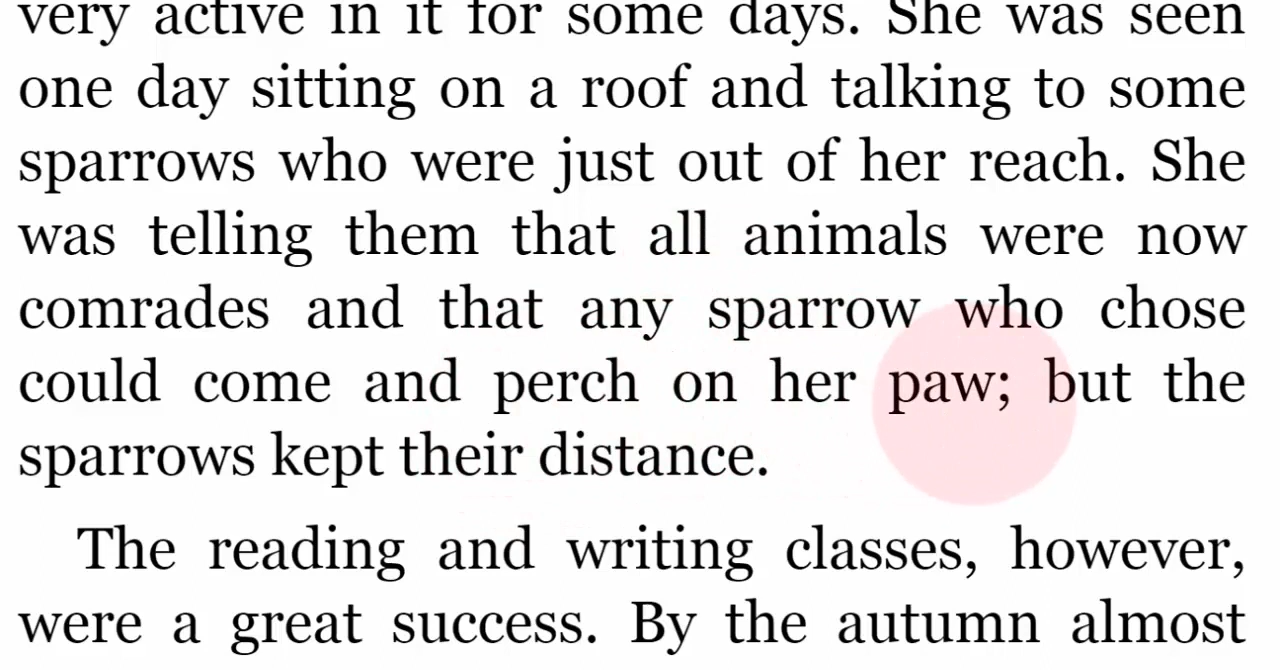 very active in it for some days. She was seen
one day sitting on a roof and talking to some
sparrows who were just out of her reach. She
was telling them that all animals were now
comrades and that any sparrow who chose
could come and perch on her paw; but the
sparrows kept their distance.
The reading and writing classes, however,
were a great success. By the autumn almost